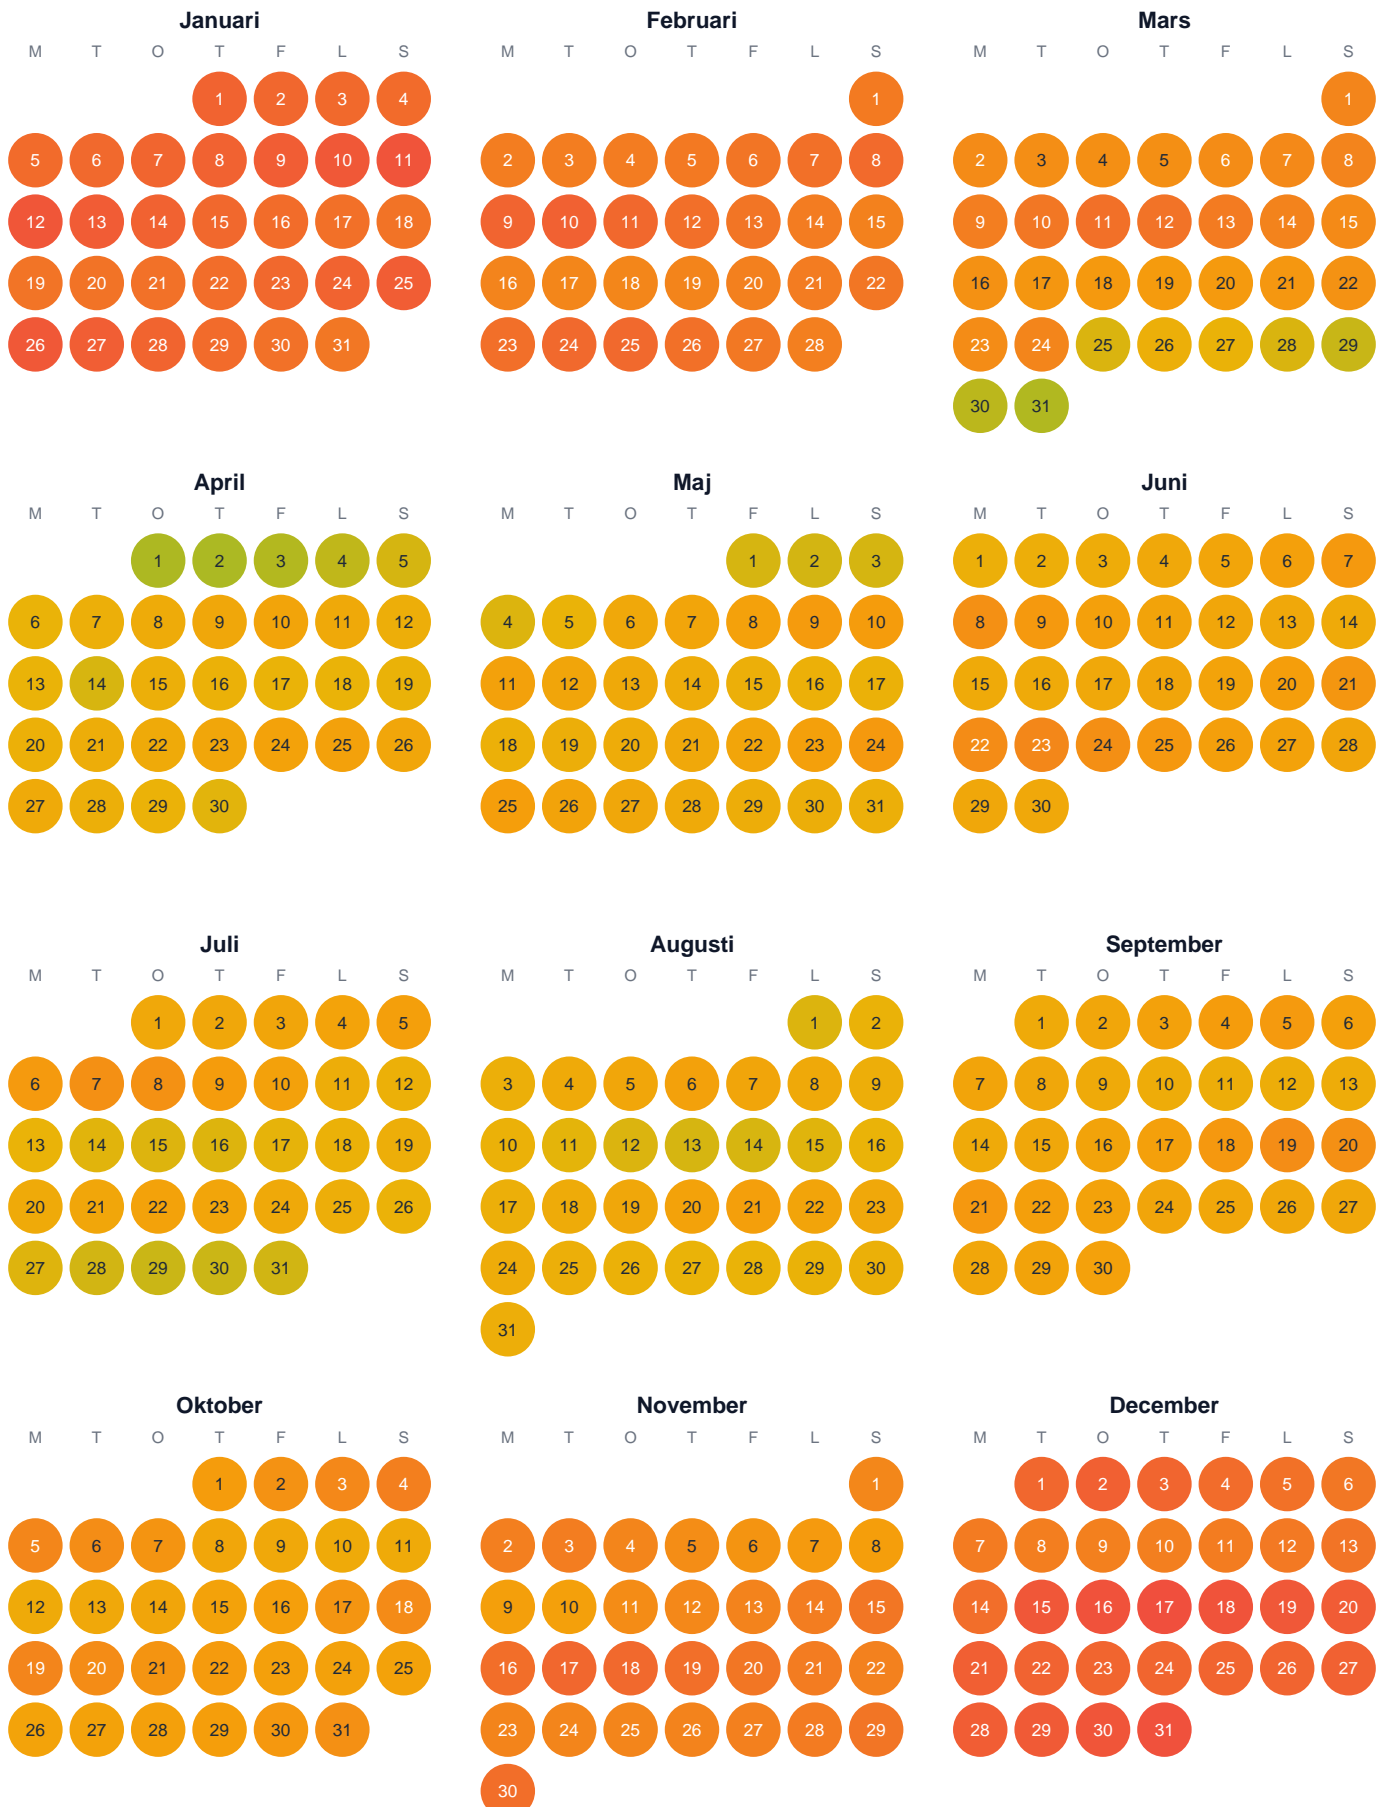 Januari
M T O T F L S
1 2 3 4
5 6 7 8 9 10 11
12 13 14 15 16 17 18
19 20 21 22 23 24 25
26 27 28 29 30 31
Februari
M T O T F L S
1
2 3 4 5 6 7 8
9 10 11 12 13 14 15
16 17 18 19 20 21 22
23 24 25 26 27 28
Mars
M T O T F L S
1
2 3 4 5 6 7 8
9 10 11 12 13 14 15
16 17 18 19 20 21 22
23 24 25 26 27 28 29
30 31
April
M T O T F L S
1 2 3 4 5
6 7 8 9 10 11 12
13 14 15 16 17 18 19
20 21 22 23 24 25 26
27 28 29 30
Maj
M T O T F L S
1 2 3
4 5 6 7 8 9 10
11 12 13 14 15 16 17
18 19 20 21 22 23 24
25 26 27 28 29 30 31
Juni
M T O T F L S
1 2 3 4 5 6 7
8 9 10 11 12 13 14
15 16 17 18 19 20 21
22 23 24 25 26 27 28
29 30
Juli
M T O T F L S
1 2 3 4 5
6 7 8 9 10 11 12
13 14 15 16 17 18 19
20 21 22 23 24 25 26
27 28 29 30 31
Augusti
M T O T F L S
1 2
3 4 5 6 7 8 9
10 11 12 13 14 15 16
17 18 19 20 21 22 23
24 25 26 27 28 29 30
31
September
M T O T F L S
1 2 3 4 5 6
7 8 9 10 11 12 13
14 15 16 17 18 19 20
21 22 23 24 25 26 27
28 29 30
Oktober
M T O T F L S
1 2 3 4
5 6 7 8 9 10 11
12 13 14 15 16 17 18
19 20 21 22 23 24 25
26 27 28 29 30 31
November
M T O T F L S
1
2 3 4 5 6 7 8
9 10 11 12 13 14 15
16 17 18 19 20 21 22
23 24 25 26 27 28 29
30
December
M T O T F L S
1 2 3 4 5 6
7 8 9 10 11 12 13
14 15 16 17 18 19 20
21 22 23 24 25 26 27
28 29 30 31